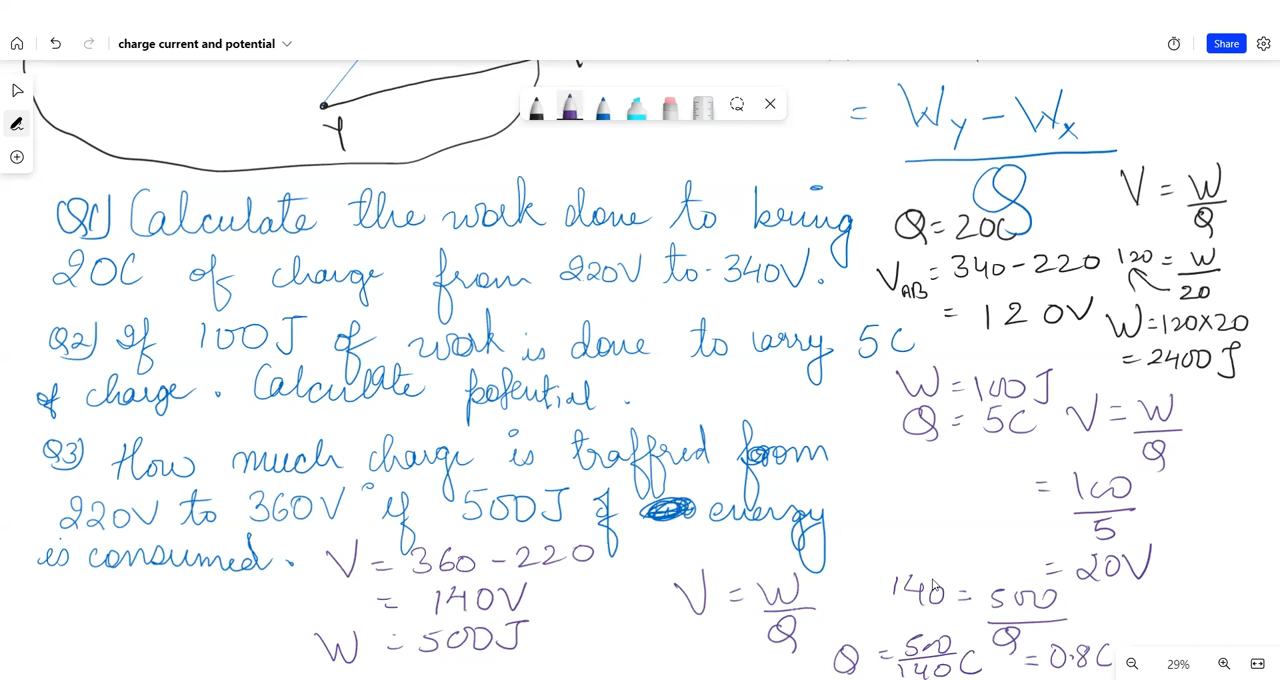 charge current and potential
Share
Y
= Wy - Wx
Q
Q1) Calculate the work done to bring
20C of charge from 220V to 340V.
Q2) If 100J of work is done to carry 5C
of charge. Calculate potential.
Q3) How much charge is traffred from
220V to 360V if 500J of energy
is consumed.
V = 360 - 220
= 140V
W = 500J
V = W
Q
Q = 20C
V = W
Q
VAB = 340 - 220
= 120V
120 = W
20
W = 120 x 20
= 2400J
W = 100J
Q = 5C
V = W
Q
= 100
5
= 20V
140 = 500
Q
Q = 500
140 C
= 0.8C
29%